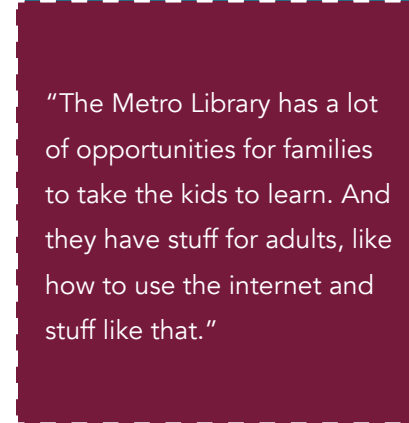 “The Metro Library has a lot
of opportunities for families
to take the kids to learn. And
they have stuff for adults, like
how to use the internet and
stuff like that.”